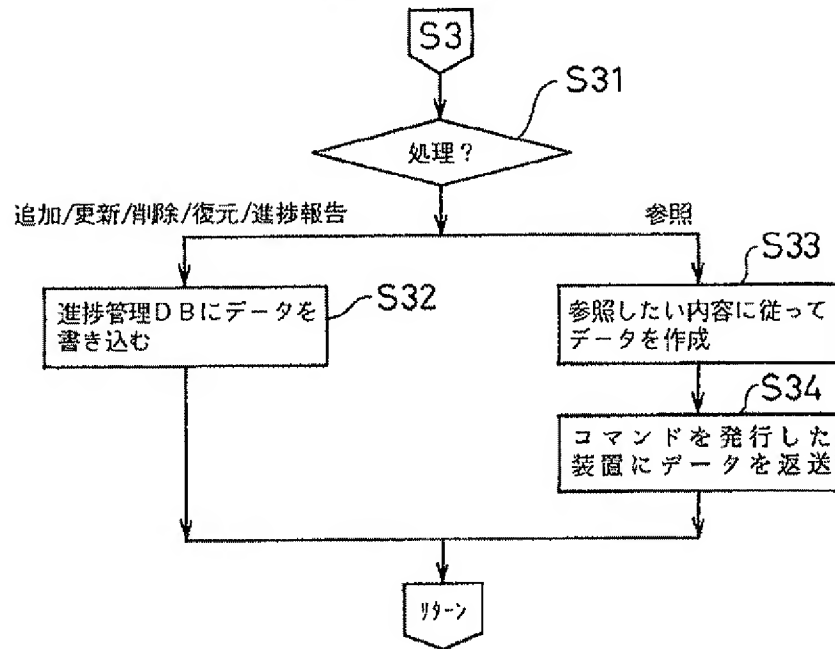 S3
S31
処理?
追加/更新/削除/復元/進捗報告
参照
S33
進捗管理DBにデータを
書き込む
S32
参照したい内容に従って
データを作成
S34
コマンドを発行した
装置にデータを返送
リターン